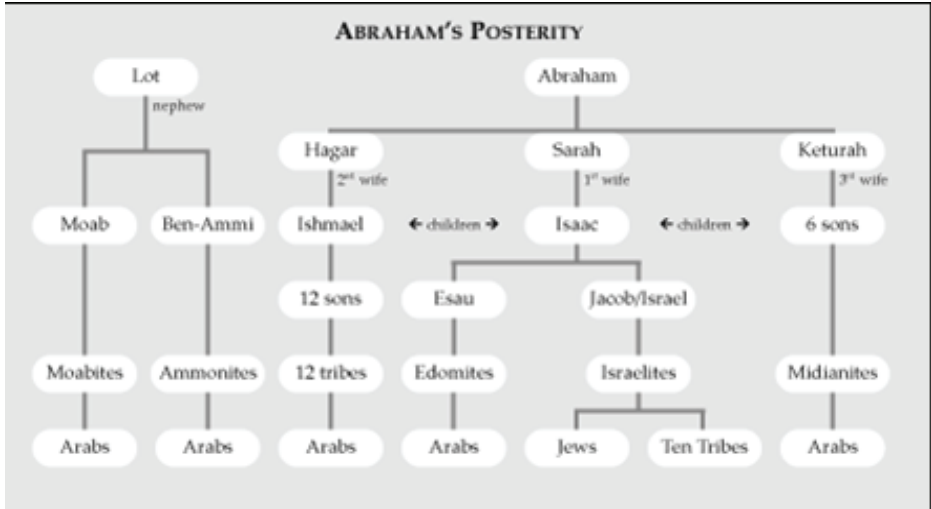 ABRAHAM'S POSTERITY
Lot Abraham
nephew
Hagar Sarah Keturah
2nd wife 1st wife 3rd wife
Moab Ben-Ammi Ishmael ← children → Isaac ← children → 6 sons
12 sons Esau Jacob/Israel
Moabites Ammonites 12 tribes Edomites Israelites Midianites
Arabs Arabs Arabs Arabs Jews Ten Tribes Arabs